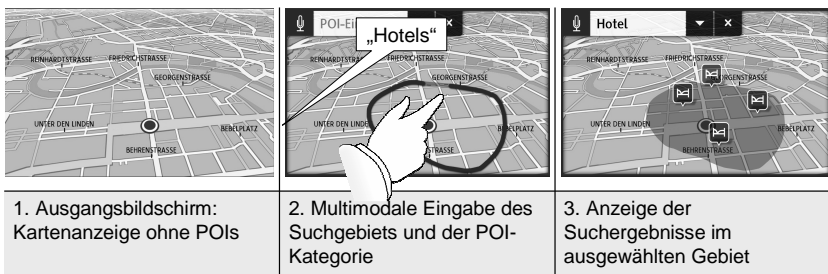 REINHARDTSTRASSE
FRIEDRICHSTRASSE
GEORGENSTRASSE
UNTER DEN LINDEN
BEBELPLATZ
BEHRENSTRASSE
POI-Ei
„Hotels“
REINHARDTSTRASSE
FRIEDRICHSTRASSE
GEORGENSTRASSE
UNTER DEN LINDE
BEBELPLATZ
STRASSE
Hotel
×
REINHARDTSTRASSE
FRIEDRICHSTRASSE
RGENSTRASSE
UNTER DEN LINDEN
BEBELPLATZ
BEHRENSTRASSE
1. Ausgangsbildschirm:
Kartenanzeige ohne POIs
2. Multimodale Eingabe des
Suchgebiets und der POI-
Kategorie
3. Anzeige der
Suchergebnisse im
ausgewählten Gebiet